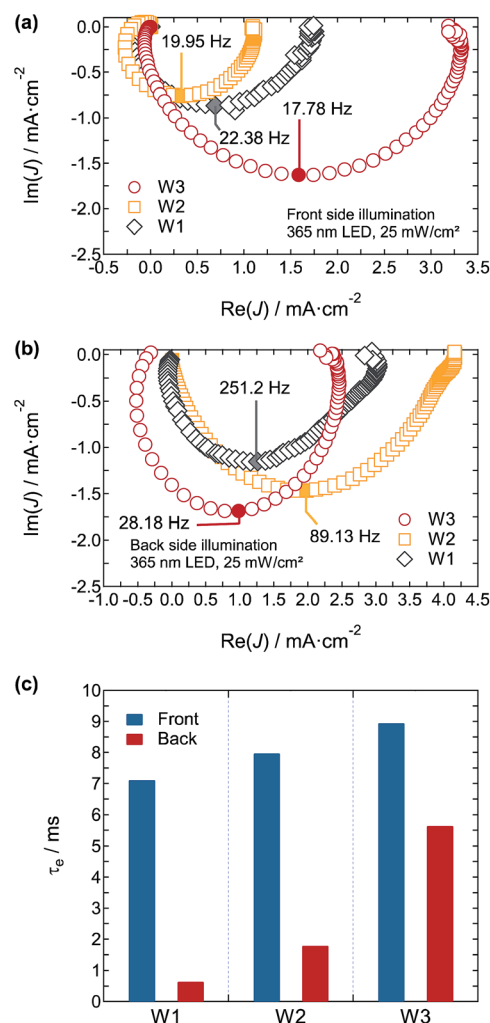 (a)
0.0
-0.5
-1.0
-1.5
-2.0
-2.5
Im(J) / mA·cm-2
19.95 Hz
17.78 Hz
22.38 Hz
W3
W2
W1
Front side illumination
365 nm LED, 25 mW/cm²
-0.5 0.0 0.5 1.0 1.5 2.0 2.5 3.0 3.5
Re(J) / mA·cm-2
(b)
0.0
-0.5
-1.0
-1.5
-2.0
-2.5
Im(J) / mA·cm-2
251.2 Hz
28.18 Hz
89.13 Hz
Back side illumination
365 nm LED, 25 mW/cm²
W3
W2
W1
-1.0 -0.5 0.0 0.5 1.0 1.5 2.0 2.5 3.0 3.5 4.0 4.5
Re(J) / mA·cm-2
(c)
10
9
8
7
6
5
4
3
2
1
0
τe / ms
Front
Back
W1 W2 W3